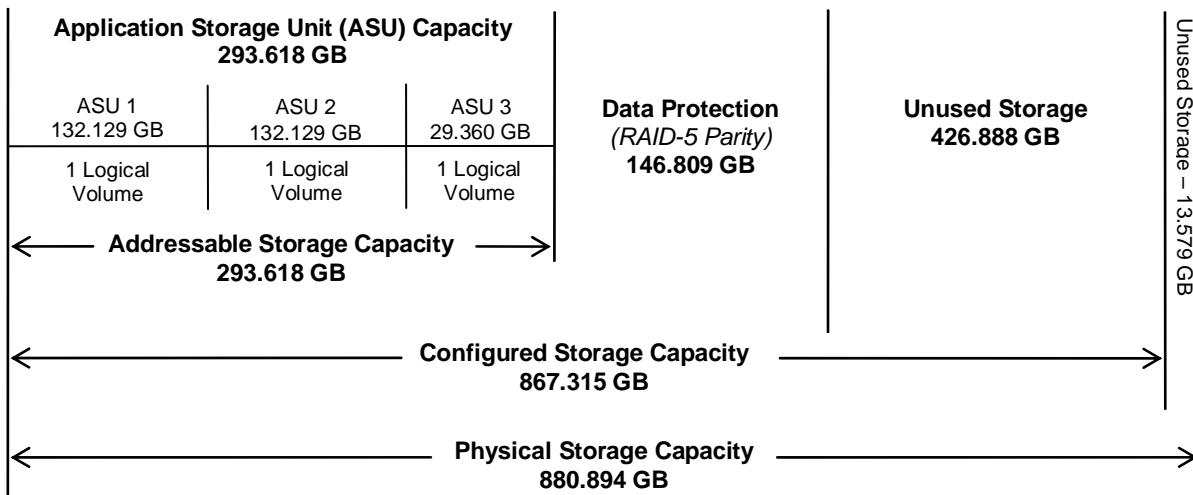 Application Storage Unit (ASU) Capacity
293.618 GB
ASU 1
132.129 GB
ASU 2
132.129 GB
ASU 3
29.360 GB
1 Logical
Volume
1 Logical
Volume
1 Logical
Volume
Addressable Storage Capacity
293.618 GB
Data Protection
(RAID-5 Parity)
146.809 GB
Unused Storage
426.888 GB
Unused Storage – 13.579 GB
Configured Storage Capacity
867.315 GB
Physical Storage Capacity
880.894 GB